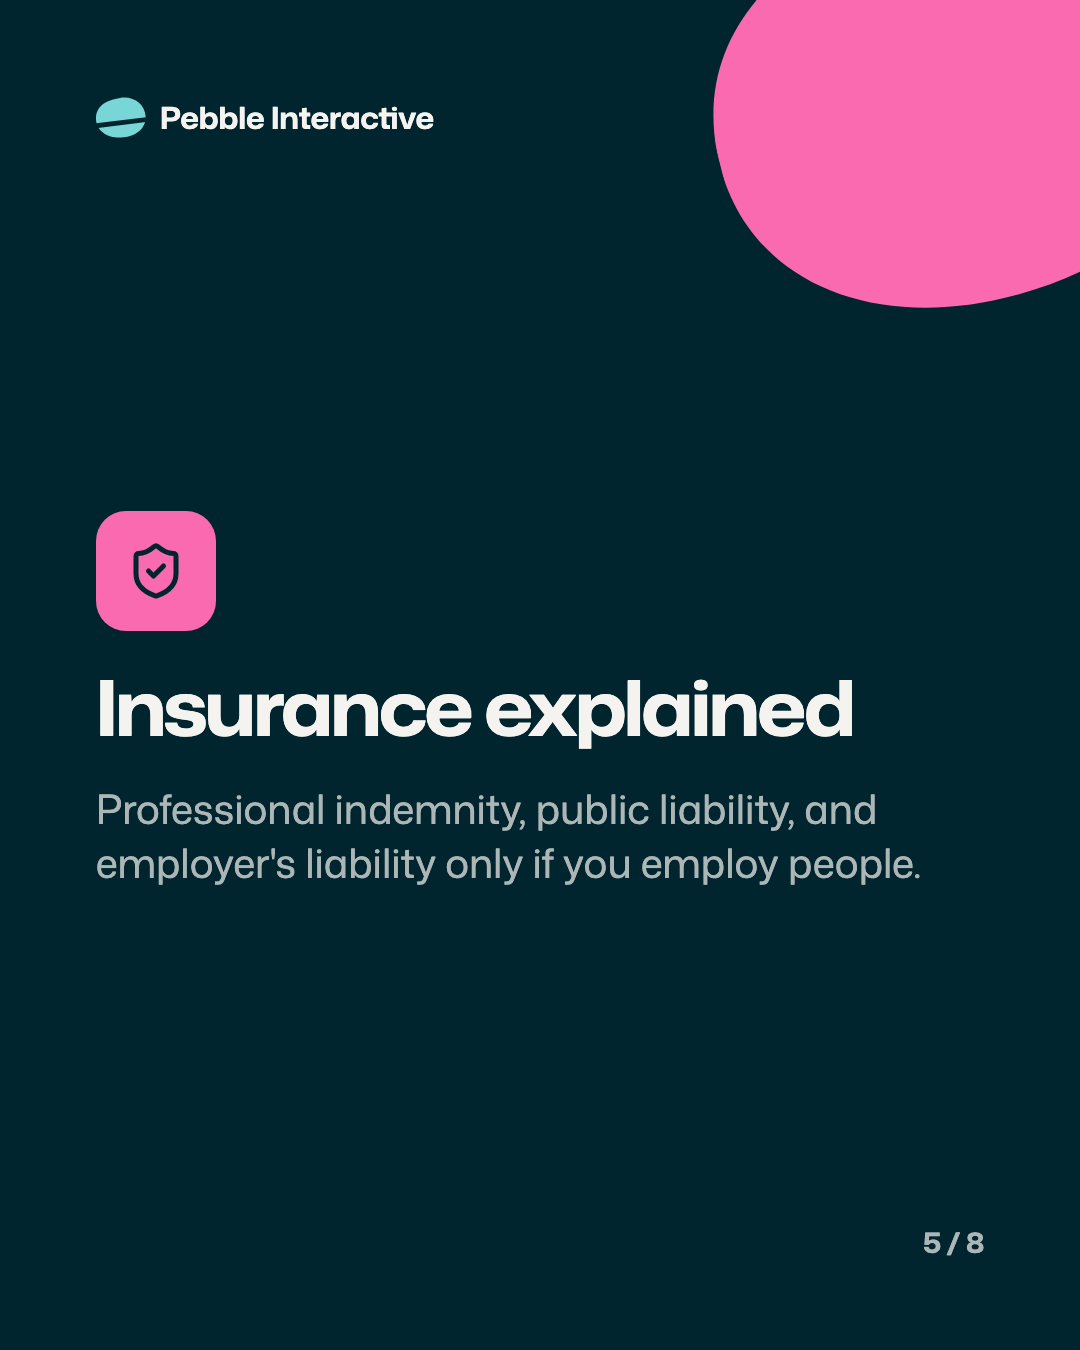 Pebble Interactive
Insurance explained
Professional indemnity, public liability, and
employer's liability only if you employ people.
5 / 8